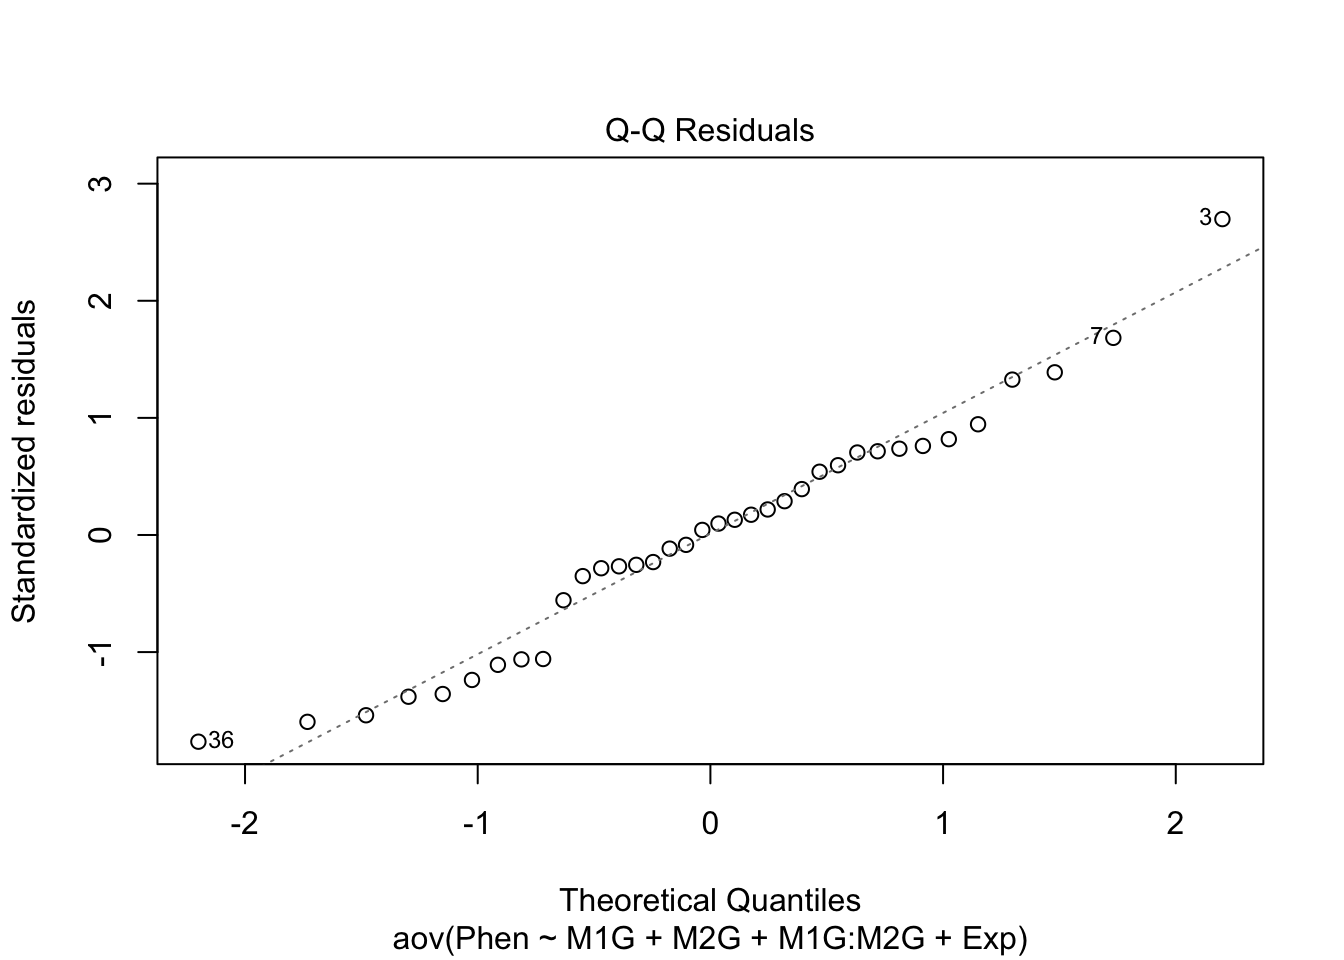 Q-Q Residuals
3
2
1
0
-1
Standardized residuals
3
7
36
-2 -1 0 1 2
Theoretical Quantiles
aov(Phen ~ M1G + M2G + M1G:M2G + Exp)